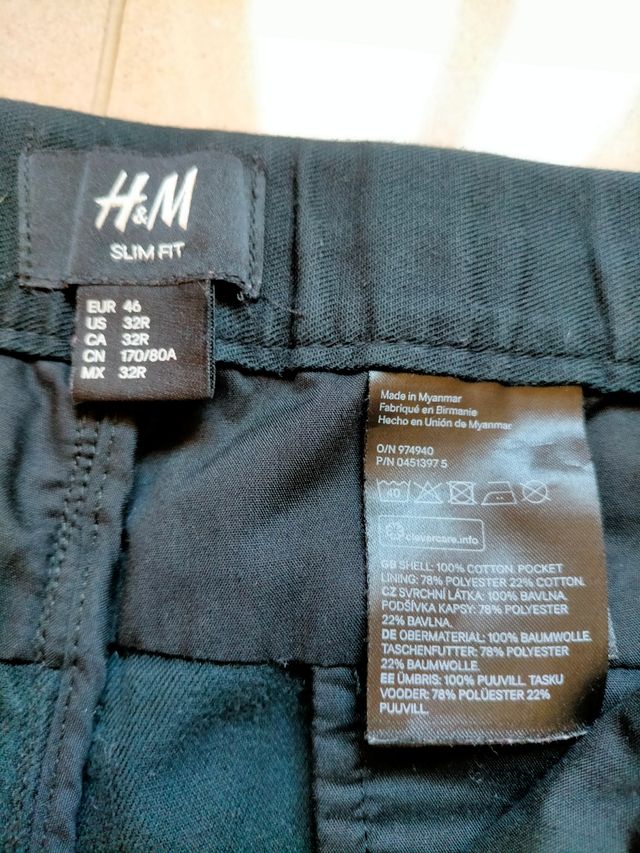 H&M
SLIM FIT
EUR 46
US 32R
CA 32R
CN 170/80A
MX 32R
Made in Myanmar
Fabriqué en Birmanie
Hecho en Unión de Myanmar
O/N 974940
P/N 0451397 5
40
clevercare.info
GB SHELL: 100% COTTON. POCKET
LINING: 78% POLYESTER 22% COTTON.
CZ SVRCHNÍ LÁTKA: 100% BAVLNA.
PODŠÍVKA KAPSY: 78% POLYESTER
22% BAVLNA.
DE OBERMATERIAL: 100% BAUMWOLLE.
TASCHENFUTTER: 78% POLYESTER
22% BAUMWOLLE.
EE ÜMBRIS: 100% PUUVILL. TASKU
VOODER: 78% POLÜESTER 22%
PUUVILL.